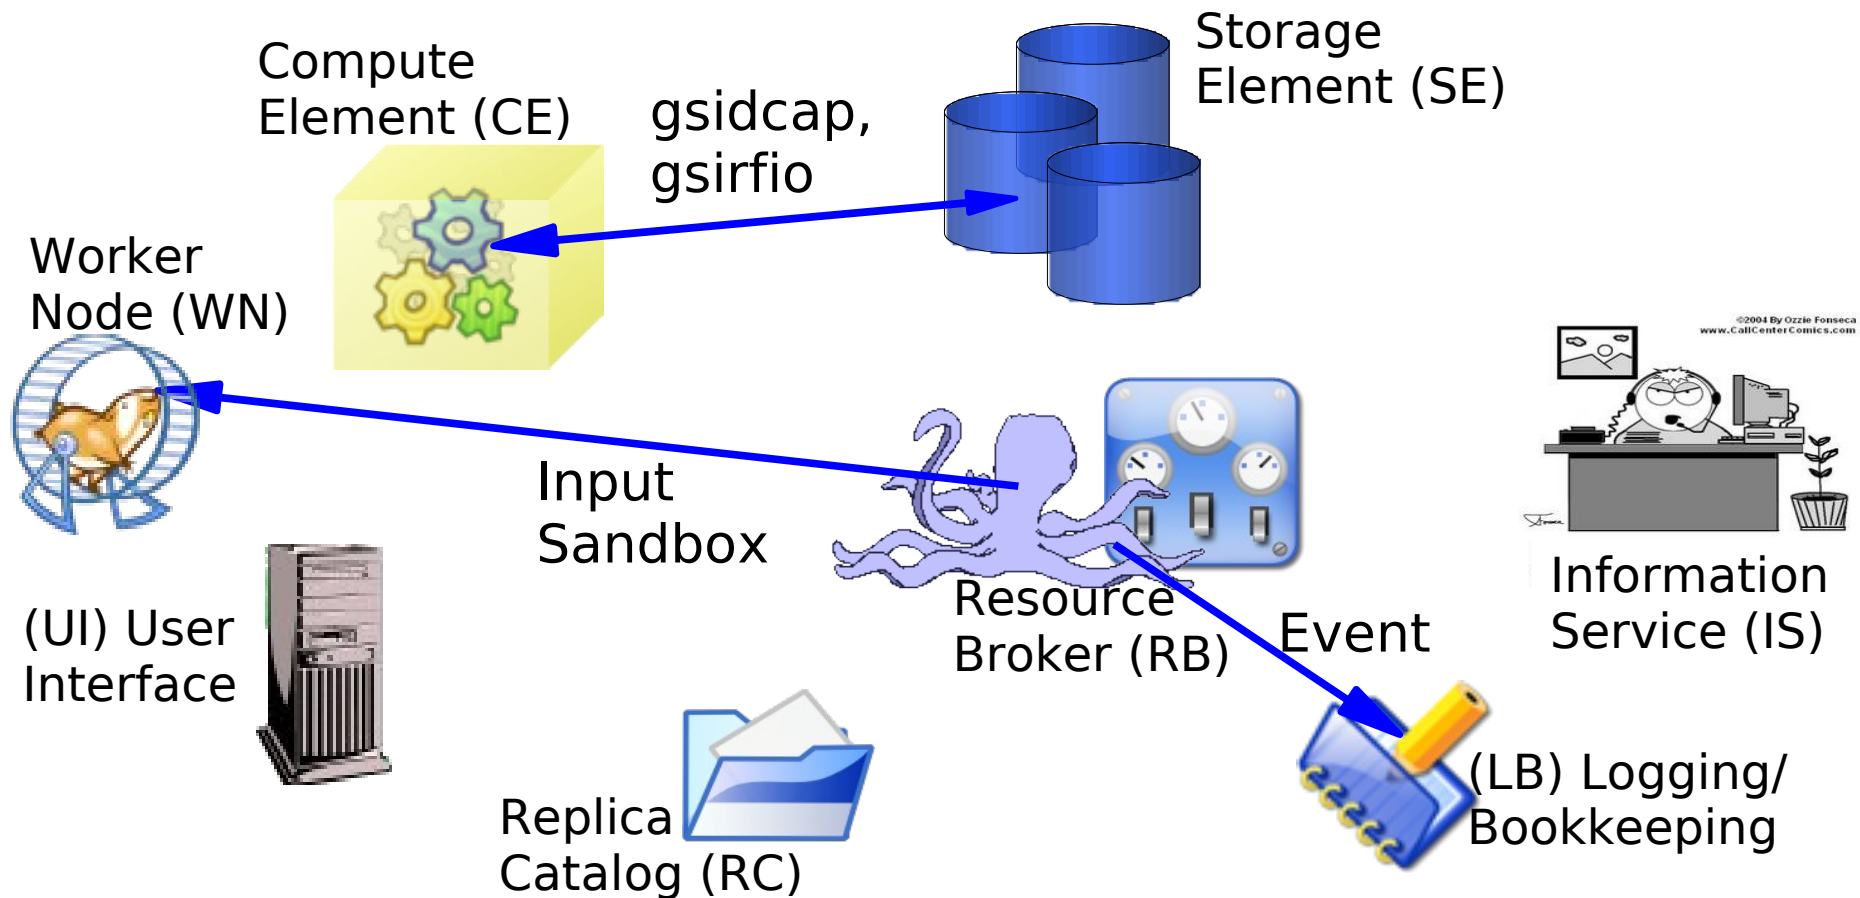 Compute
Element (CE)
gsidcap,
gsirfio
Storage
Element (SE)
Worker
Node (WN)
©2004 By Ozzie Fonseca
www.CallCenterComics.com
Input
Sandbox
Resource
Broker (RB)
Information
Service (IS)
(UI) User
Interface
Event
Replica
Catalog (RC)
(LB) Logging/
Bookkeeping